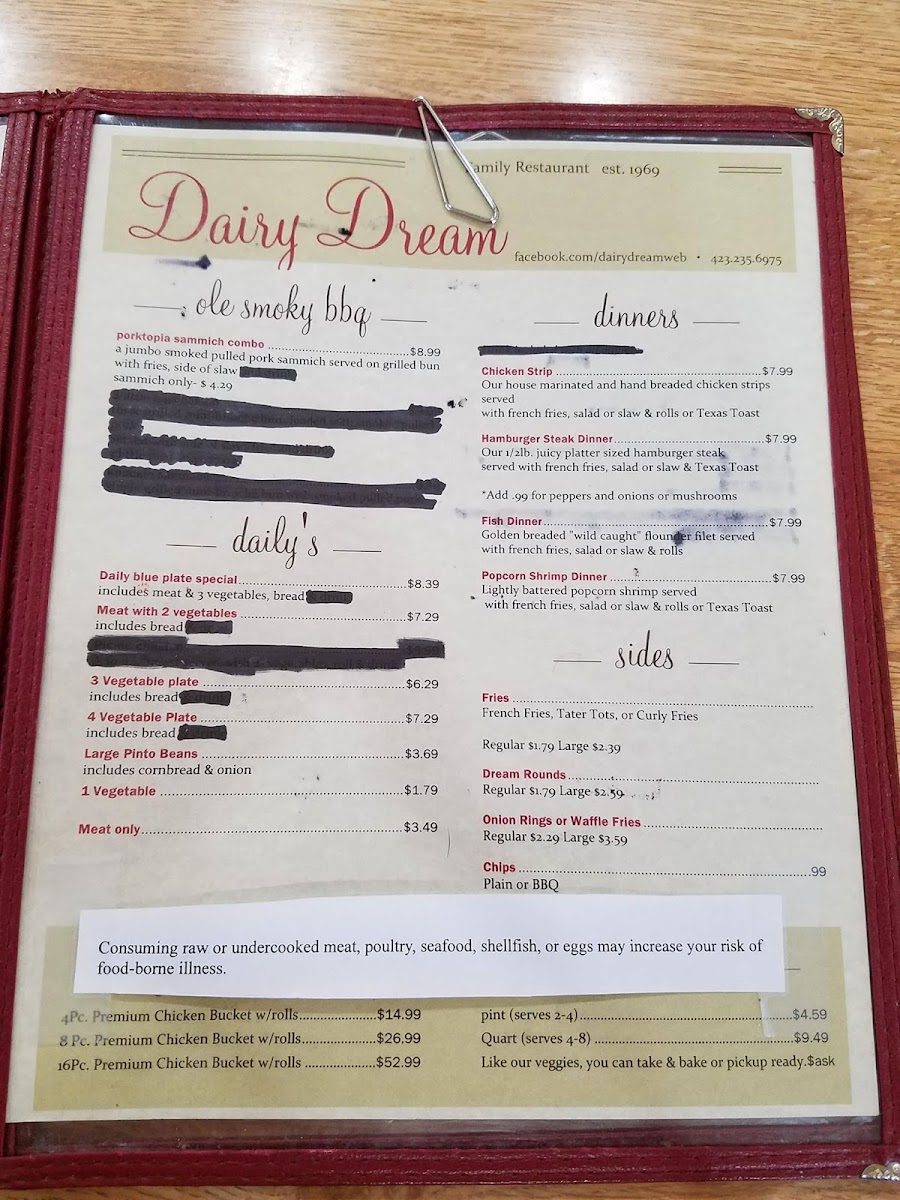 amily Restaurant est. 1969
Dairy Dream
facebook.com/dairydreamweb • 423.235.6975
ole smoky bbq
porktopia sammich combo ........ $8.99
a jumbo smoked pulled pork sammich served on grilled bun
with fries, side of slaw
sammich only- $ 4.29
daily's
Daily blue plate special ........ $8.39
includes meat & 3 vegetables, bread
Meat with 2 vegetables ........ $7.29
includes bread
3 Vegetable plate ........ $6.29
includes bread
4 Vegetable Plate ........ $7.29
includes bread
Large Pinto Beans ........ $3.69
includes cornbread & onion
1 Vegetable ........ $1.79
Meat only ........ $3.49
dinners
Chicken Strip ........ $7.99
Our house marinated and hand breaded chicken strips
served
with french fries, salad or slaw & rolls or Texas Toast
Hamburger Steak Dinner ........ $7.99
Our 1/2lb. juicy platter sized hamburger steak
served with french fries, salad or slaw & Texas Toast
*Add .99 for peppers and onions or mushrooms
Fish Dinner ........ $7.99
Golden breaded "wild caught" flounder filet served
with french fries, salad or slaw & rolls
Popcorn Shrimp Dinner ........ $7.99
Lightly battered popcorn shrimp served
with french fries, salad or slaw & rolls or Texas Toast
sides
Fries ........
French Fries, Tater Tots, or Curly Fries
Regular $1.79 Large $2.39
Dream Rounds ........
Regular $1.79 Large $2.59
Onion Rings or Waffle Fries ........
Regular $2.29 Large $3.59
Chips ........ .99
Plain or BBQ
Consuming raw or undercooked meat, poultry, seafood, shellfish, or eggs may increase your risk of
food-borne illness.
4Pc. Premium Chicken Bucket w/rolls ........ $14.99
8 Pc. Premium Chicken Bucket w/rolls ........ $26.99
16Pc. Premium Chicken Bucket w/rolls ........ $52.99
pint (serves 2-4) ........ $4.59
Quart (serves 4-8) ........ $9.49
Like our veggies, you can take & bake or pickup ready.$ask